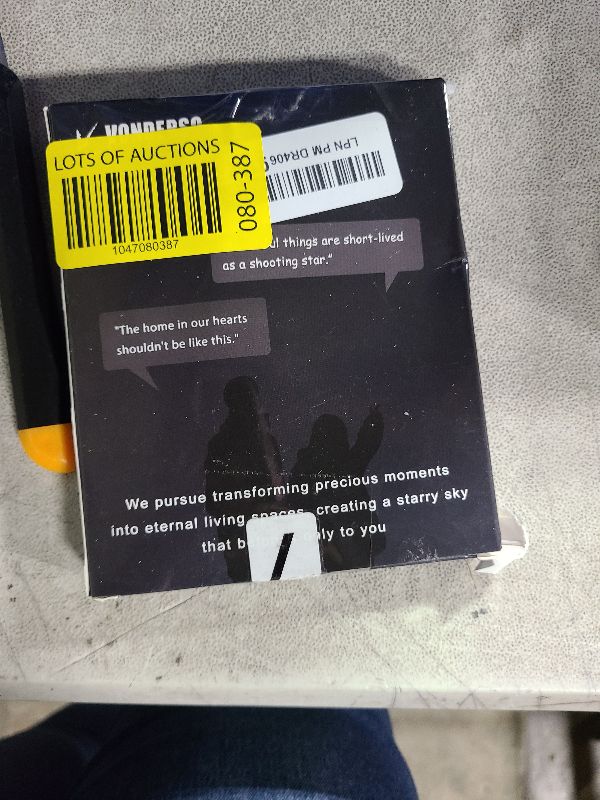 LOTS OF AUCTIONS
1047080387
080-387
LPN PM DR406
things are short-lived
as a shooting star."
"The home in our hearts
shouldn't be like this."
We pursue transforming precious moments
into eternal living spaces, creating a starry sky
that to you